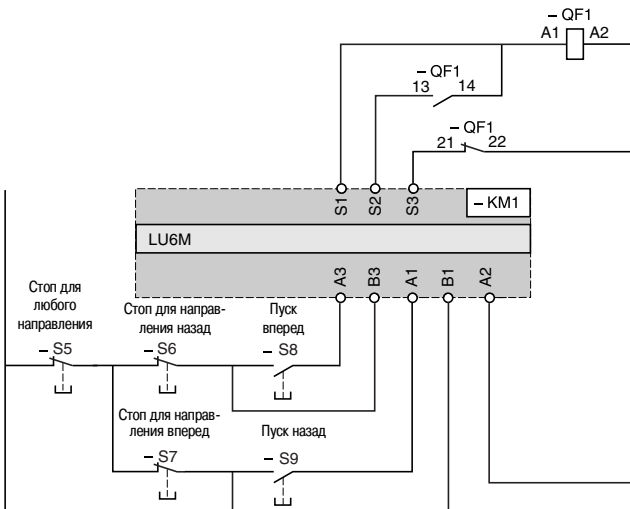 – QF1
A1 A2
– QF1
13 14
– QF1
21 22
S1 S2 S3
– KM1
LU6M
A3 B3 A1 B1 A2
Стоп для
любого
направления
– S5
Стоп для направ-
ления назад
– S6
Пуск
вперед
– S8
Стоп для направ-
ления вперед
– S7
Пуск назад
– S9